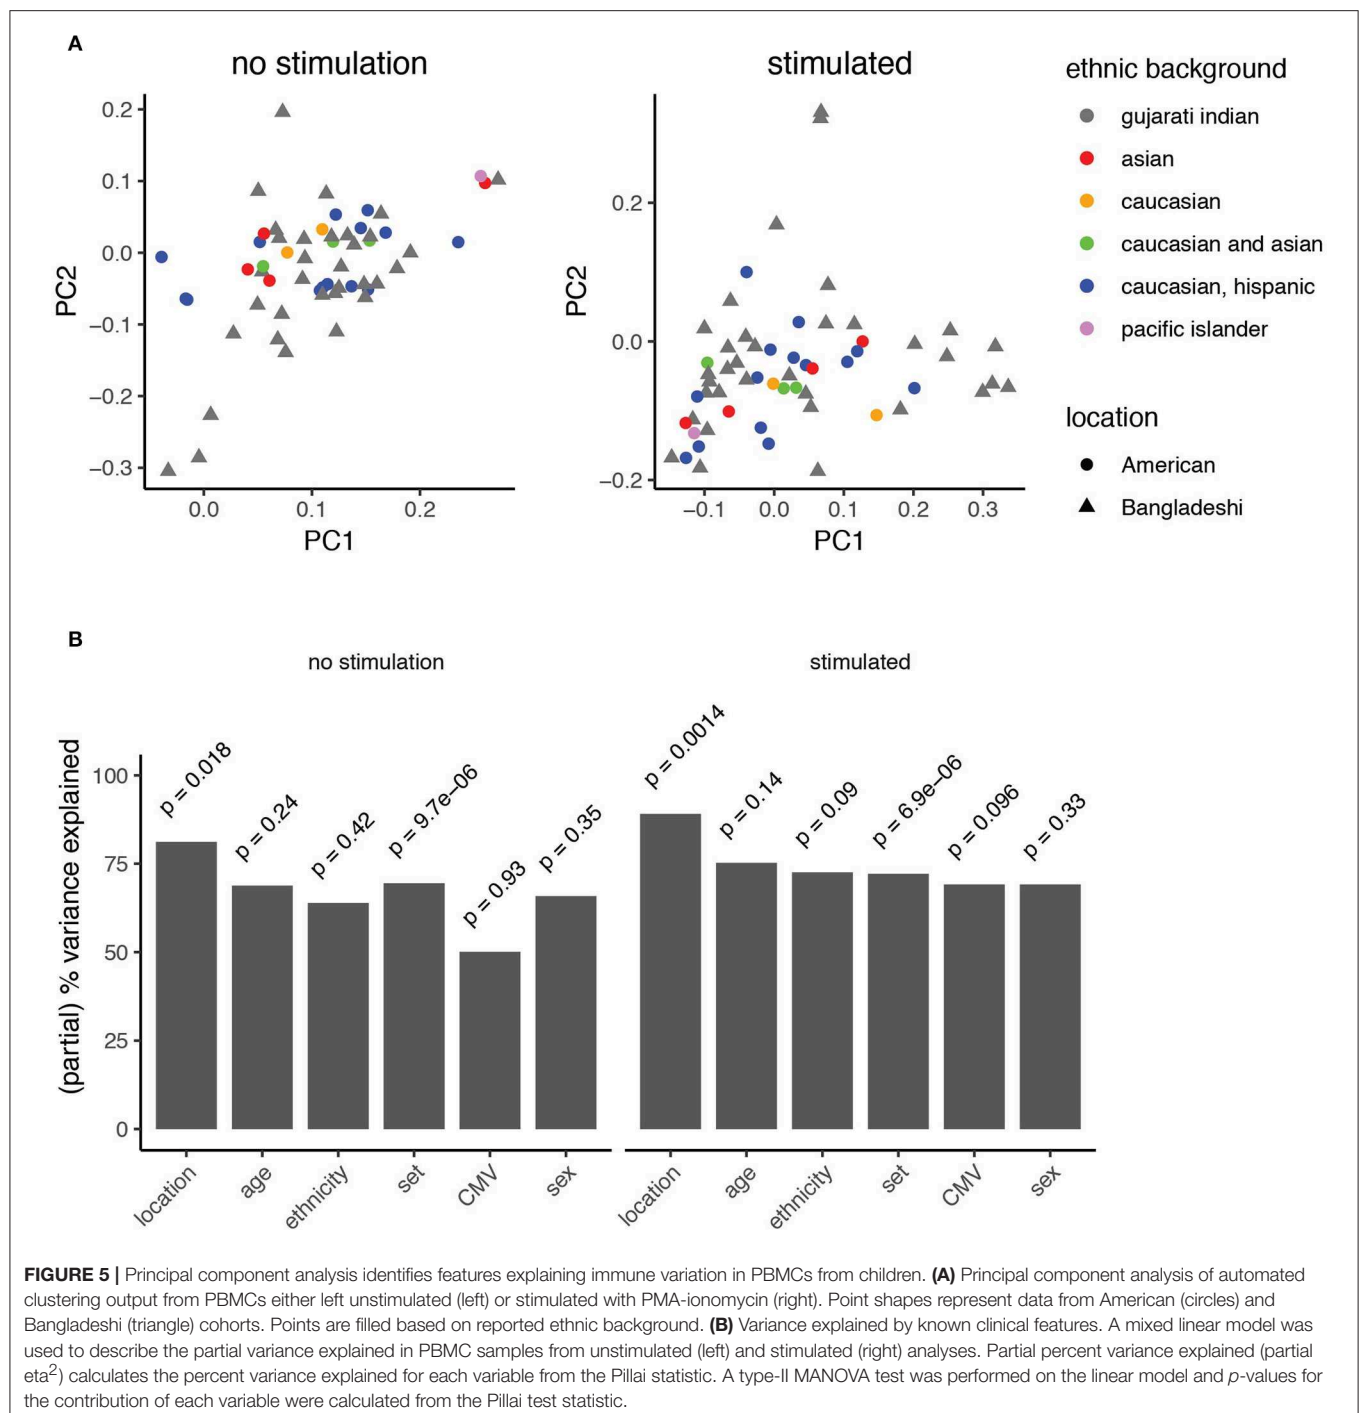 A
no stimulation
stimulated
ethnic background
gujarati indian
asian
caucasian
caucasian and asian
caucasian, hispanic
pacific islander
location
American
Bangladeshi
PC2
0.2
0.1
0.0
−0.1
−0.2
−0.3
0.0 0.1 0.2
PC1
PC2
0.2
0.0
−0.2
−0.1 0.0 0.1 0.2 0.3
PC1
B
no stimulation
stimulated
(partial) % variance explained
100
75
50
25
0
p = 0.018
p = 0.24
p = 0.42
p = 9.7e−06
p = 0.93
p = 0.35
p = 0.0014
p = 0.14
p = 0.09
p = 6.9e−06
p = 0.096
p = 0.33
location
age
ethnicity
set
CMV
sex
location
age
ethnicity
set
CMV
sex
FIGURE 5 | Principal component analysis identifies features explaining immune variation in PBMCs from children. (A) Principal component analysis of automated
clustering output from PBMCs either left unstimulated (left) or stimulated with PMA-ionomycin (right). Point shapes represent data from American (circles) and
Bangladeshi (triangle) cohorts. Points are filled based on reported ethnic background. (B) Variance explained by known clinical features. A mixed linear model was
used to describe the partial variance explained in PBMC samples from unstimulated (left) and stimulated (right) analyses. Partial percent variance explained (partial
eta²) calculates the percent variance explained for each variable from the Pillai statistic. A type-II MANOVA test was performed on the linear model and p-values for
the contribution of each variable were calculated from the Pillai test statistic.